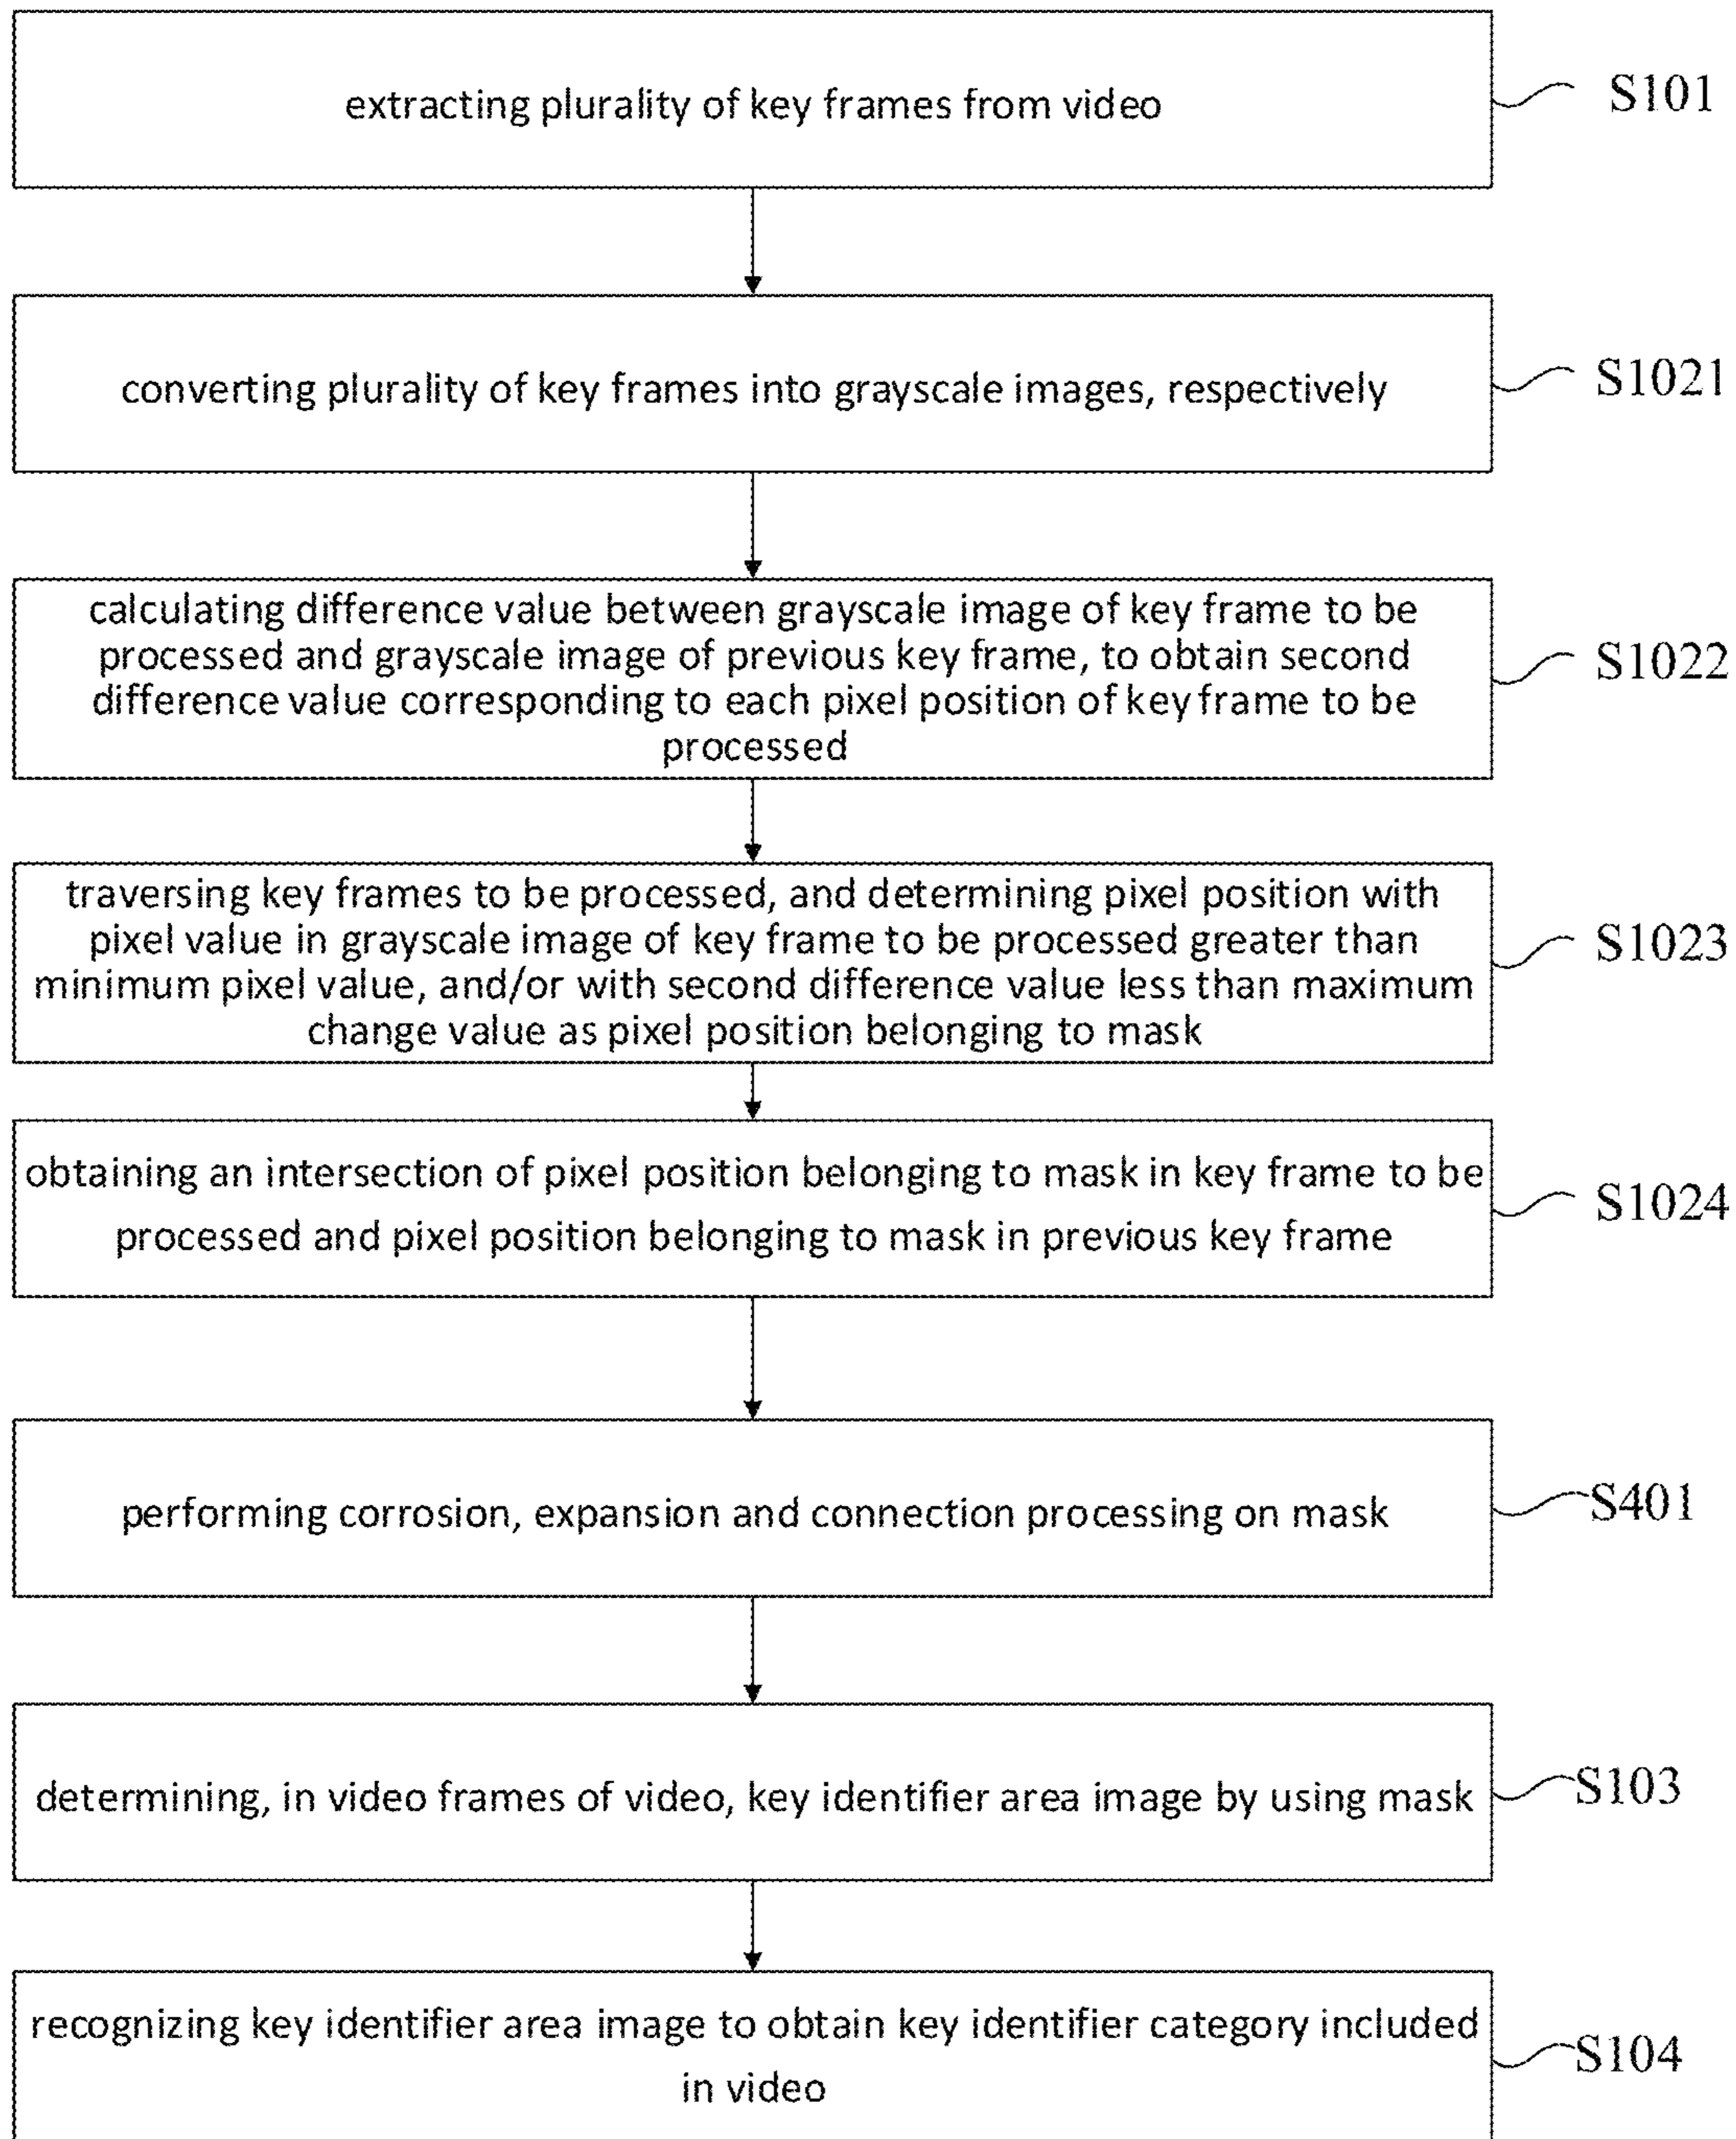 extracting plurality of key frames from video
S101
converting plurality of key frames into grayscale images, respectively
S1021
calculating difference value between grayscale image of key frame to be
processed and grayscale image of previous key frame, to obtain second
difference value corresponding to each pixel position of key frame to be
processed
S1022
traversing key frames to be processed, and determining pixel position with
pixel value in grayscale image of key frame to be processed greater than
minimum pixel value, and/or with second difference value less than maximum
change value as pixel position belonging to mask
S1023
obtaining an intersection of pixel position belonging to mask in key frame to be
processed and pixel position belonging to mask in previous key frame
S1024
performing corrosion, expansion and connection processing on mask
S401
determining, in video frames of video, key identifier area image by using mask
S103
recognizing key identifier area image to obtain key identifier category included
in video
S104